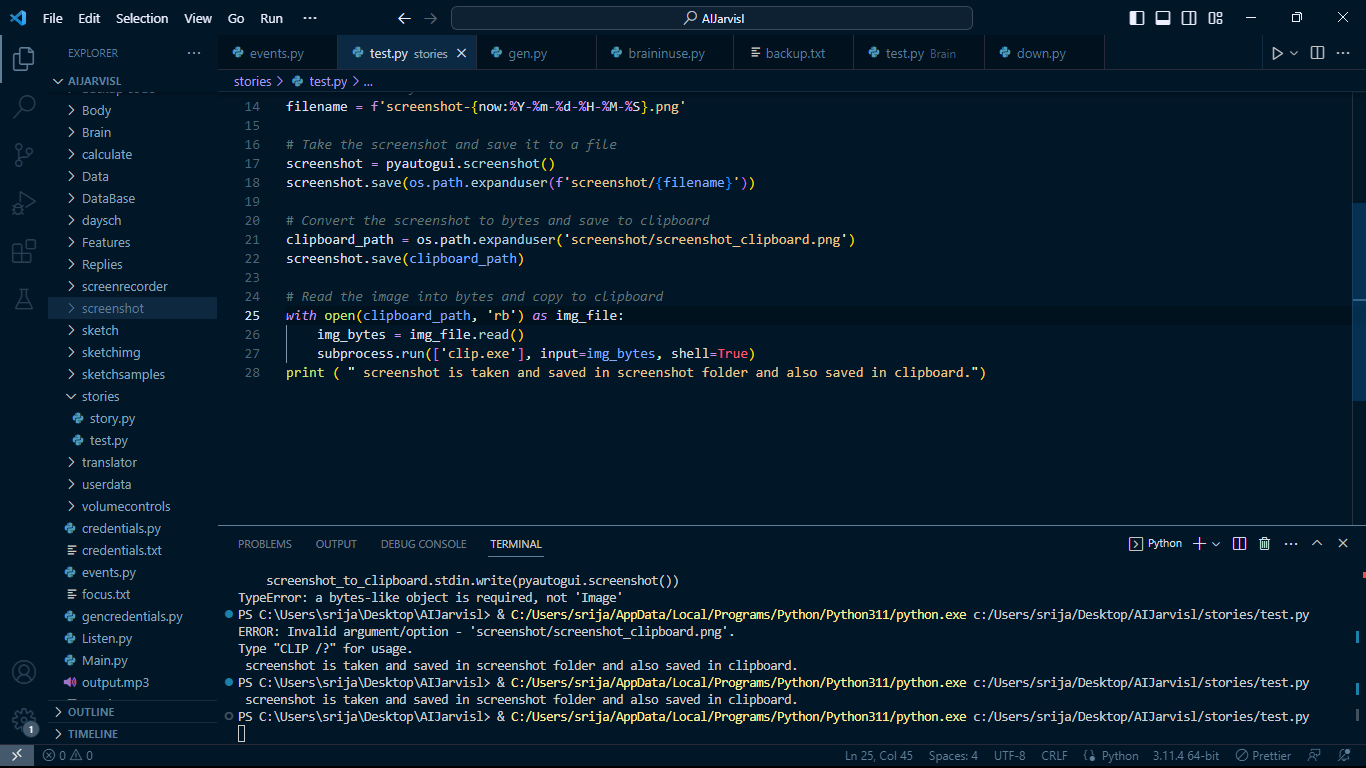 File Edit Selection View Go Run ··· AIJarvisl
EXPLORER ···
AIJARVISL
Body
Brain
calculate
Data
DataBase
daysch
Features
Replies
screenrecorder
screenshot
sketch
sketchimg
sketchsamples
stories
story.py
test.py
translator
userdata
volumecontrols
credentials.py
credentials.txt
events.py
focus.txt
gencredentials.py
Listen.py
Main.py
output.mp3
OUTLINE
TIMELINE
1
events.py test.py stories gen.py braininuse.py backup.txt test.py Brain down.py
stories > test.py > ...
14 filename = f'screenshot-{now:%Y-%m-%d-%H-%M-%S}.png'
15
16 # Take the screenshot and save it to a file
17 screenshot = pyautogui.screenshot()
18 screenshot.save(os.path.expanduser(f'screenshot/{filename}'))
19
20 # Convert the screenshot to bytes and save to clipboard
21 clipboard_path = os.path.expanduser('screenshot/screenshot_clipboard.png')
22 screenshot.save(clipboard_path)
23
24 # Read the image into bytes and copy to clipboard
25 with open(clipboard_path, 'rb') as img_file:
26     img_bytes = img_file.read()
27     subprocess.run(['clip.exe'], input=img_bytes, shell=True)
28 print ( " screenshot is taken and saved in screenshot folder and also saved in clipboard.")
PROBLEMS OUTPUT DEBUG CONSOLE TERMINAL Python
screenshot_to_clipboard.stdin.write(pyautogui.screenshot())
TypeError: a bytes-like object is required, not 'Image'
PS C:\Users\srija\Desktop\AIJarvisl> & C:/Users/srija/AppData/Local/Programs/Python/Python311/python.exe c:/Users/srija/Desktop/AIJarvisl/stories/test.py
ERROR: Invalid argument/option - 'screenshot/screenshot_clipboard.png'.
Type "CLIP /?" for usage.
screenshot is taken and saved in screenshot folder and also saved in clipboard.
PS C:\Users\srija\Desktop\AIJarvisl> & C:/Users/srija/AppData/Local/Programs/Python/Python311/python.exe c:/Users/srija/Desktop/AIJarvisl/stories/test.py
screenshot is taken and saved in screenshot folder and also saved in clipboard.
PS C:\Users\srija\Desktop\AIJarvisl> & C:/Users/srija/AppData/Local/Programs/Python/Python311/python.exe c:/Users/srija/Desktop/AIJarvisl/stories/test.py
0 0 Ln 25, Col 45 Spaces: 4 UTF-8 CRLF Python 3.11.4 64-bit Prettier